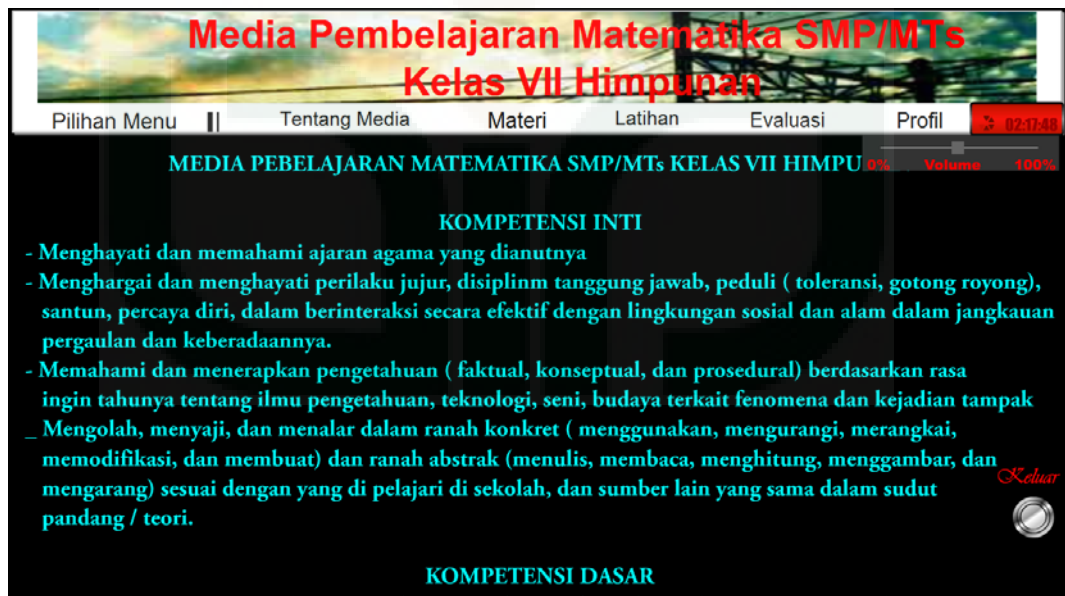 Media Pembelajaran Matematika SMP/MTs
Kelas VII Himpunan
Pilihan Menu || Tentang Media Materi Latihan Evaluasi Profil 02:17:48
0% Volume 100%
MEDIA PEBELAJARAN MATEMATIKA SMP/MTs KELAS VII HIMPU
KOMPETENSI INTI
- Menghayati dan memahami ajaran agama yang dianutnya
- Menghargai dan menghayati perilaku jujur, disiplinm tanggung jawab, peduli ( toleransi, gotong royong),
santun, percaya diri, dalam berinteraksi secara efektif dengan lingkungan sosial dan alam dalam jangkauan
pergaulan dan keberadaannya.
- Memahami dan menerapkan pengetahuan ( faktual, konseptual, dan prosedural) berdasarkan rasa
ingin tahunya tentang ilmu pengetahuan, teknologi, seni, budaya terkait fenomena dan kejadian tampak
_ Mengolah, menyaji, dan menalar dalam ranah konkret ( menggunakan, mengurangi, merangkai,
memodifikasi, dan membuat) dan ranah abstrak (menulis, membaca, menghitung, menggambar, dan
mengarang) sesuai dengan yang di pelajari di sekolah, dan sumber lain yang sama dalam sudut
pandang / teori.
Keluar
KOMPETENSI DASAR